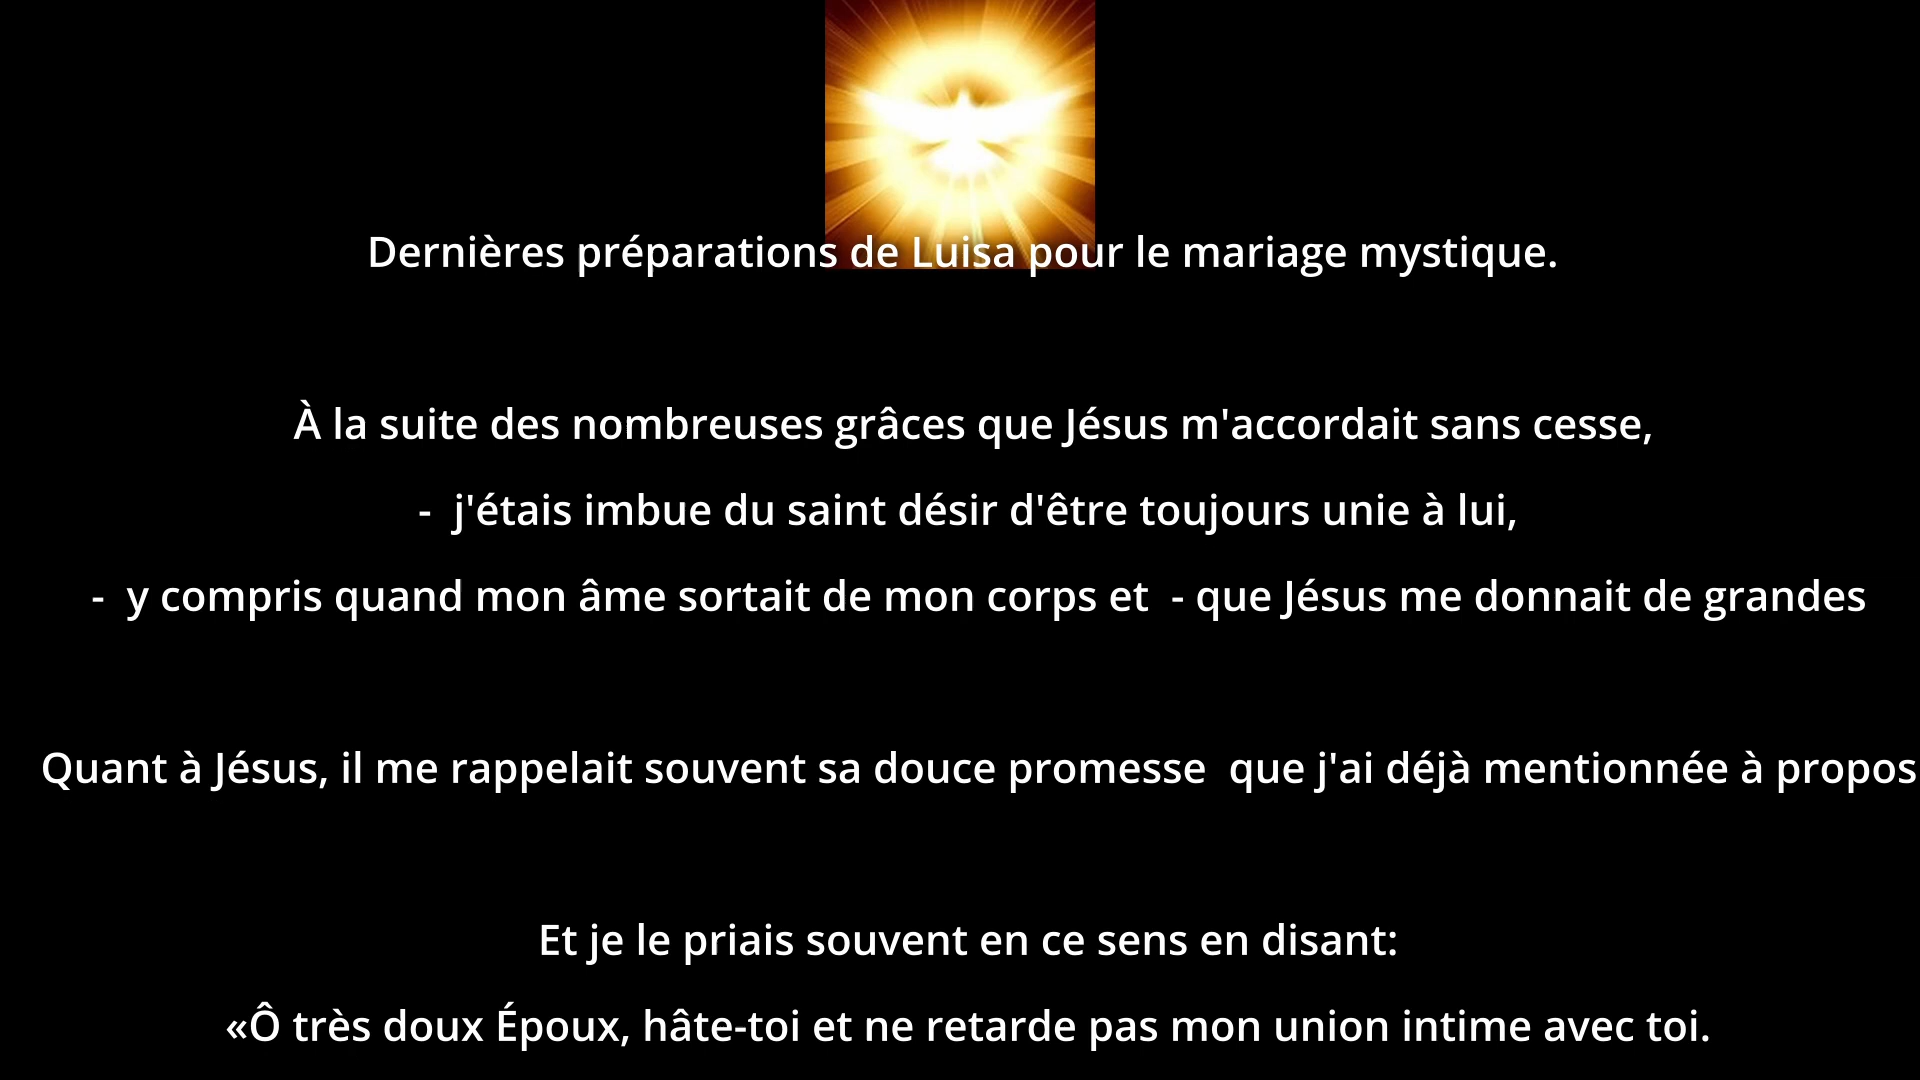 Dernières préparations de Luisa pour le mariage mystique.
À la suite des nombreuses grâces que Jésus m'accordait sans cesse,
- j'étais imbue du saint désir d'être toujours unie à lui,
- y compris quand mon âme sortait de mon corps et - que Jésus me donnait de grandes
Quant à Jésus, il me rappelait souvent sa douce promesse que j'ai déjà mentionnée à propos
Et je le priais souvent en ce sens en disant:
«Ô très doux Époux, hâte-toi et ne retarde pas mon union intime avec toi.